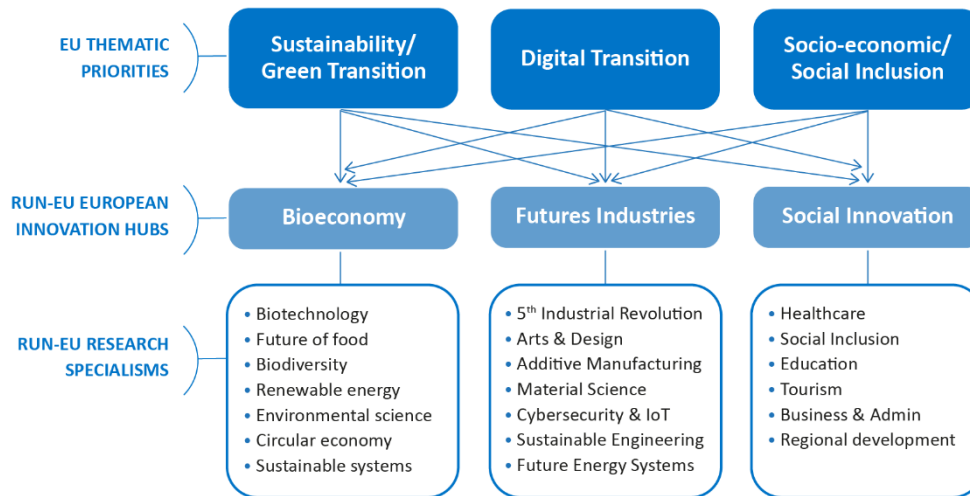 EU THEMATIC
PRIORITIES
Sustainability/
Green Transition
Digital Transition
Socio-economic/
Social Inclusion
RUN-EU EUROPEAN
INNOVATION HUBS
Bioeconomy
Futures Industries
Social Innovation
RUN-EU RESEARCH
SPECIALISMS
• Biotechnology
• Future of food
• Biodiversity
• Renewable energy
• Environmental science
• Circular economy
• Sustainable systems
• 5th Industrial Revolution
• Arts & Design
• Additive Manufacturing
• Material Science
• Cybersecurity & IoT
• Sustainable Engineering
• Future Energy Systems
• Healthcare
• Social Inclusion
• Education
• Tourism
• Business & Admin
• Regional development